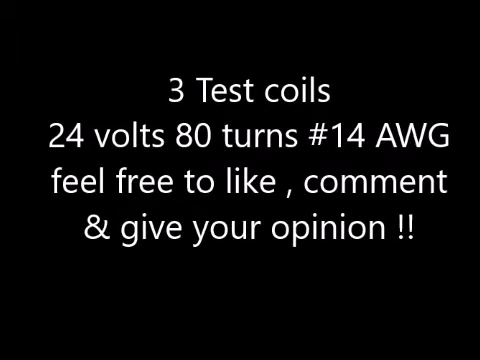 3 Test coils
24 volts 80 turns #14 AWG
feel free to like , comment
& give your opinion !!